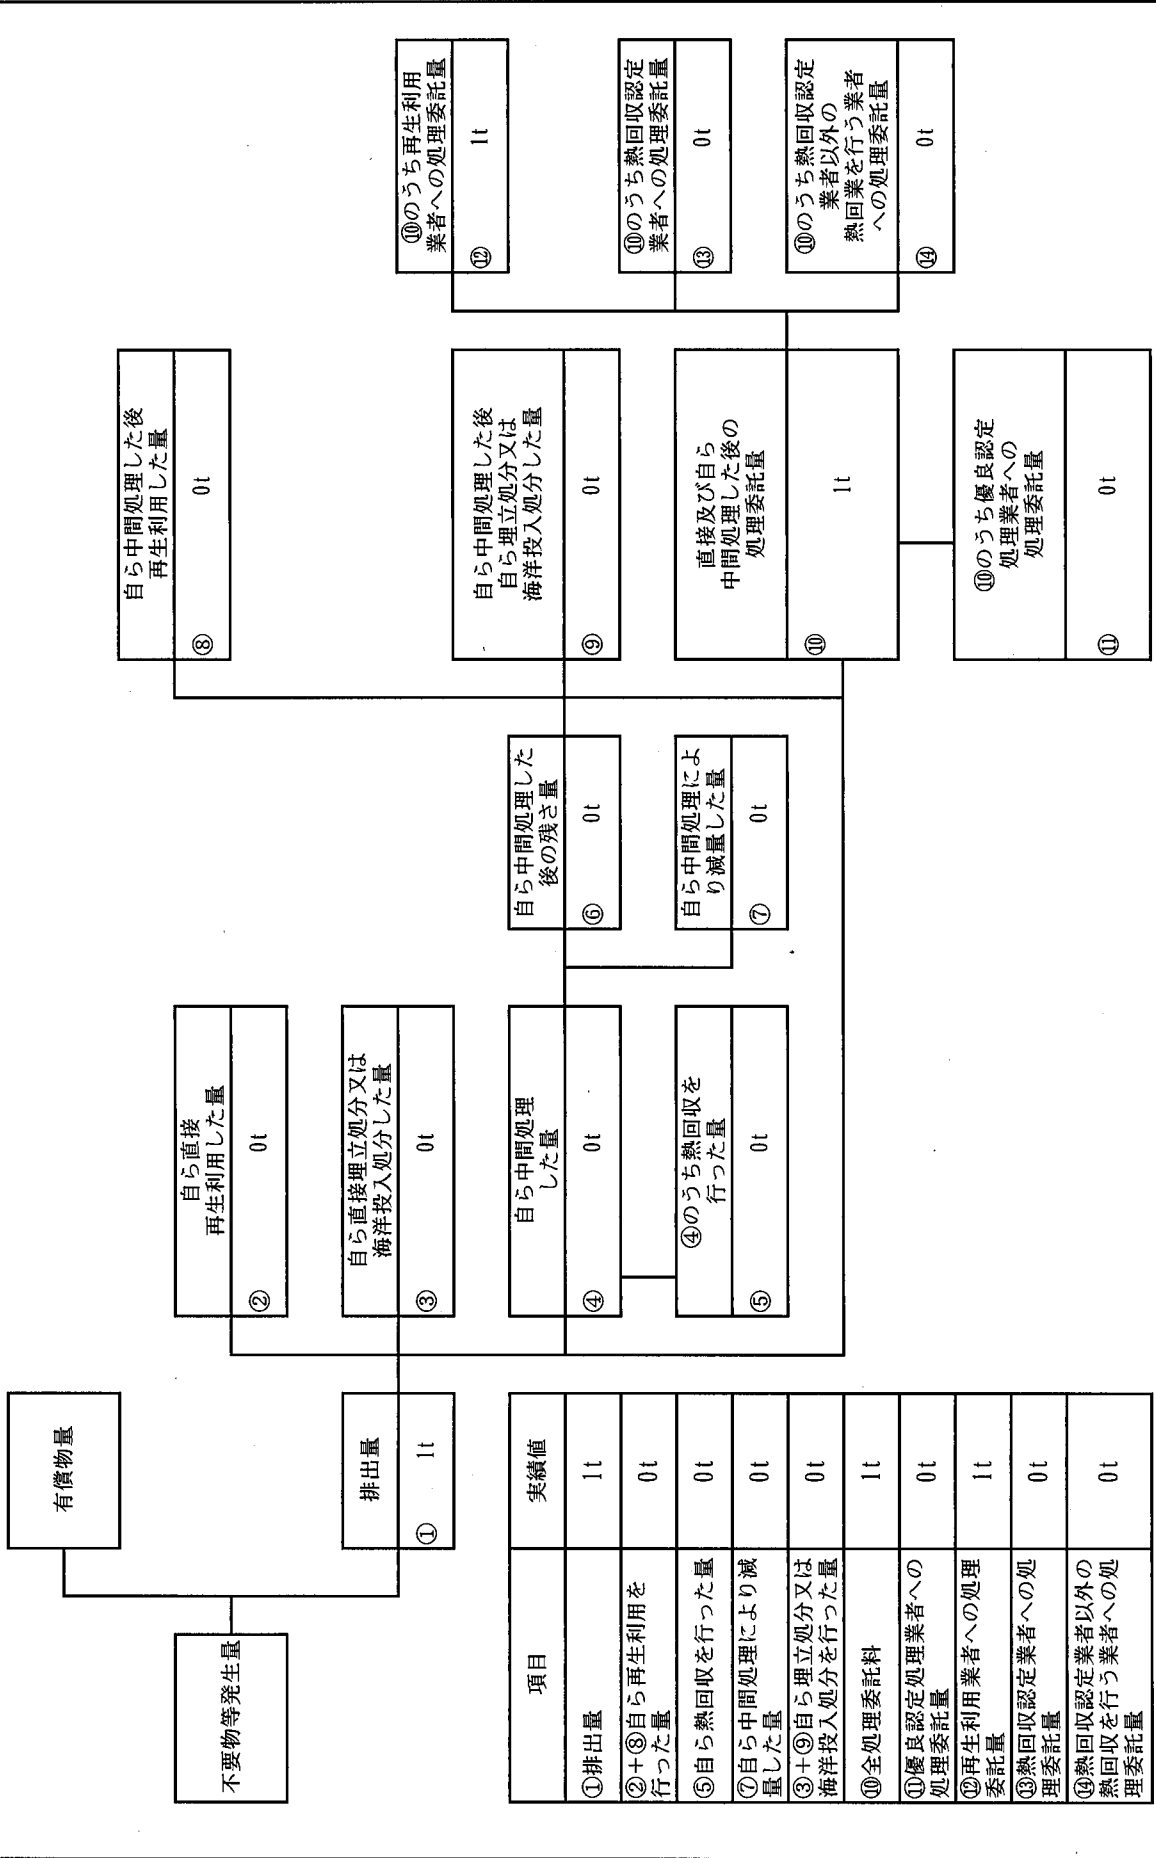 不要物等発生量
有償物量
排出量
① 1t
自ら直接
再生利用した量
② 0t
自ら直接埋立処分又は
海洋投入処分した量
③ 0t
自ら中間処理
した量
④ 0t
④のうち熱回収を
行った量
⑤ 0t
自ら中間処理した
後の残さ量
⑥ 0t
自ら中間処理によ
り減量した量
⑦ 0t
自ら中間処理した後
再生利用した量
⑧ 0t
自ら中間処理した後
自ら埋立処分又は
海洋投入処分した量
⑨ 0t
直接及び自ら
中間処理した後の
処理委託量
⑩ 1t
⑩のうち優良認定
処理業者への
処理委託量
⑪ 0t
⑩のうち再生利用
業者への処理委託量
⑫ 1t
⑩のうち熱回収認定
業者への処理委託量
⑬ 0t
⑩のうち熱回収認定
業者以外の
熱回業を行う業者
への処理委託量
⑭ 0t
項目 実績値
①排出量 1t
②+⑧自ら再生利用を
行った量 0t
⑤自ら熱回収を行った量 0t
⑦自ら中間処理により減
量した量 0t
③+⑨自ら埋立処分又は
海洋投入処分を行った量 0t
⑩全処理委託料 1t
⑪優良認定処理業者への
処理委託量 0t
⑫再生利用業者への処理
委託量 1t
⑬熱回収認定業者への処
理委託量 0t
⑭熱回収認定業者以外の
熱回収を行う業者への処
理委託量 0t